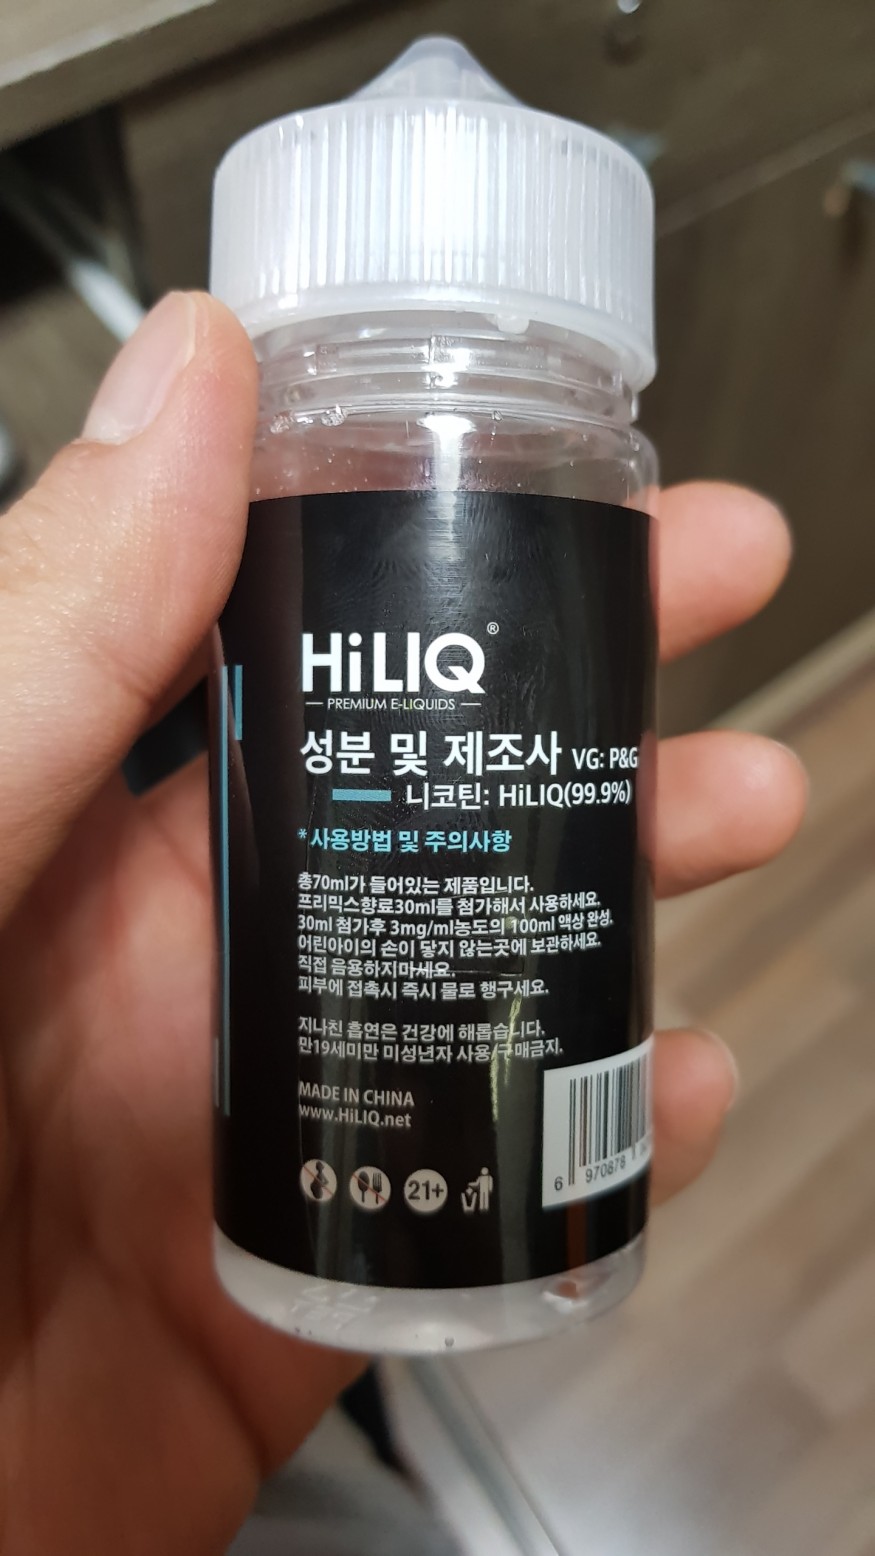 HiLIQ®
PREMIUM E-LIQUIDS
성분 및 제조사 VG: P&G
니코틴: HiLIQ(99.9%)
*사용방법 및 주의사항
총70ml가 들어있는 제품입니다.
프리믹스향료30ml를 첨가해서 사용하세요.
30ml 첨가후 3mg/ml농도의 100ml 액상 완성.
어린아이의 손이 닿지 않는곳에 보관하세요.
직접 음용하지마세요.
피부에 접촉시 즉시 물로 행구세요.
지나친 흡연은 건강에 해롭습니다.
만19세미만 미성년자 사용/구매금지.
MADE IN CHINA
www.HiLIQ.net
21+
6 970878